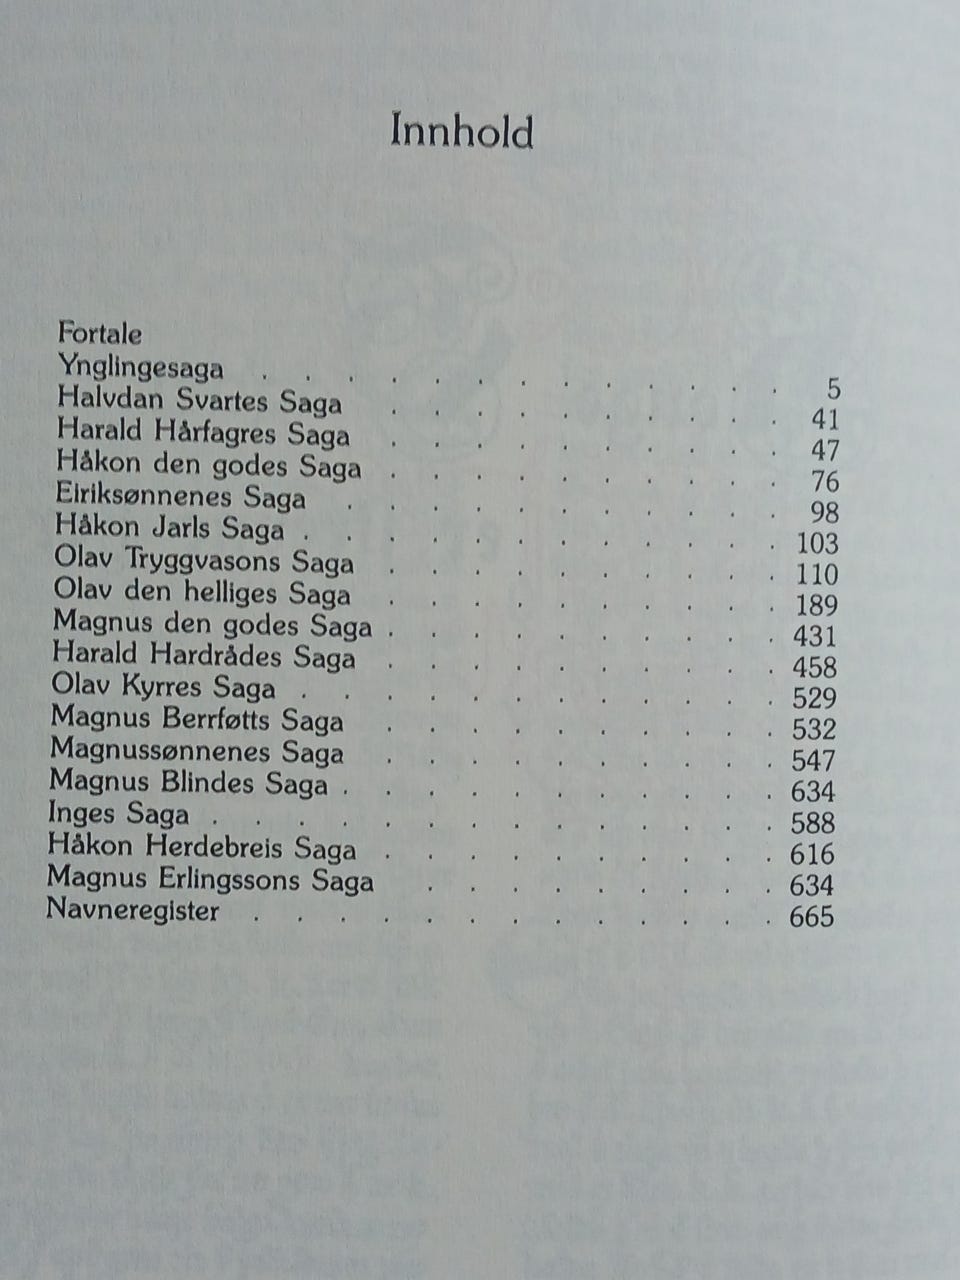 Innhold
Fortale
Ynglingesaga . . . . . . . . . . . . . 5
Halvdan Svartes Saga . . . . . . . . . . 41
Harald Hårfagres Saga . . . . . . . . . . 47
Håkon den godes Saga . . . . . . . . . . 76
Eiriksønnenes Saga . . . . . . . . . . . 98
Håkon Jarls Saga . . . . . . . . . . . . 103
Olav Tryggvasons Saga . . . . . . . . . . 110
Olav den helliges Saga . . . . . . . . . . 189
Magnus den godes Saga . . . . . . . . . . 431
Harald Hardrådes Saga . . . . . . . . . . 458
Olav Kyrres Saga . . . . . . . . . . . . 529
Magnus Berrføtts Saga . . . . . . . . . . 532
Magnussønnenes Saga . . . . . . . . . . 547
Magnus Blindes Saga . . . . . . . . . . . 634
Inges Saga . . . . . . . . . . . . . . 588
Håkon Herdebreis Saga . . . . . . . . . . 616
Magnus Erlingssons Saga . . . . . . . . . 634
Navneregister . . . . . . . . . . . . . 665